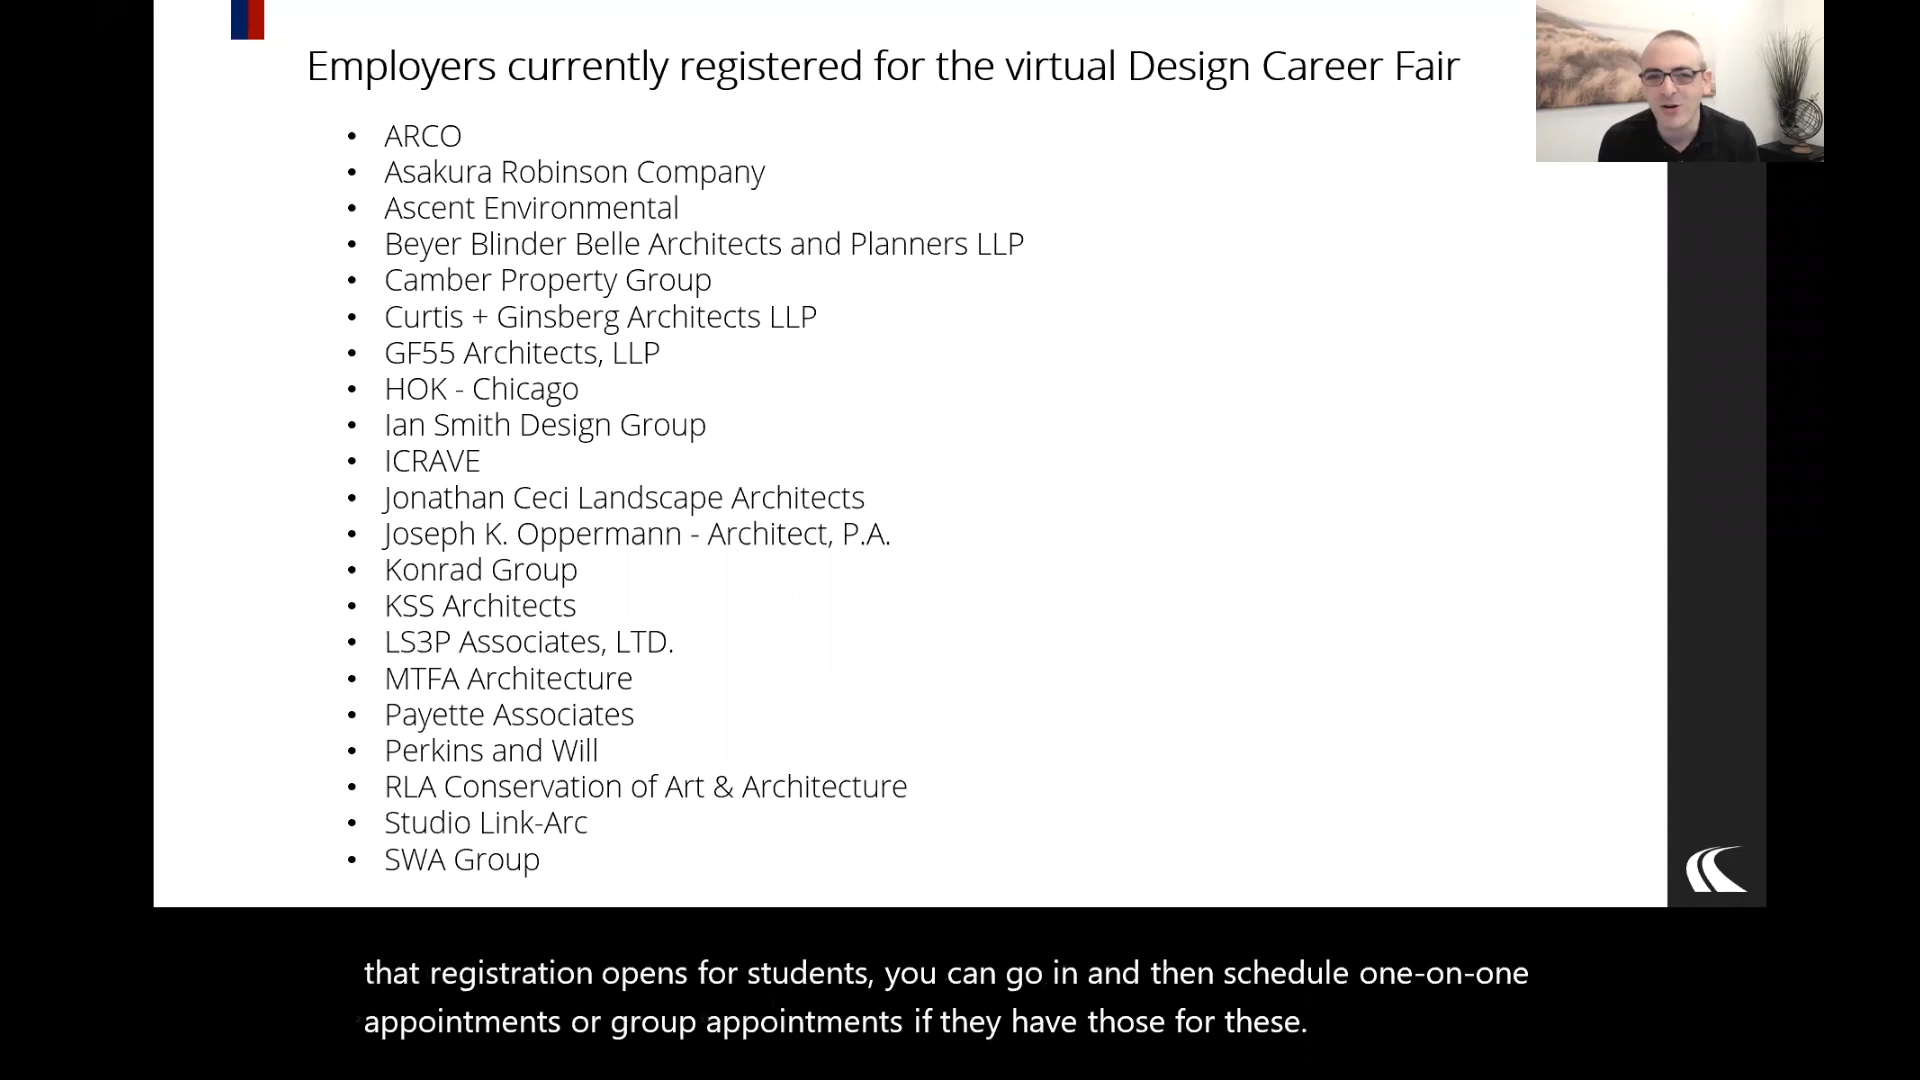 Employers currently registered for the virtual Design Career Fair
• ARCO
• Asakura Robinson Company
• Ascent Environmental
• Beyer Blinder Belle Architects and Planners LLP
• Camber Property Group
• Curtis + Ginsberg Architects LLP
• GF55 Architects, LLP
• HOK - Chicago
• Ian Smith Design Group
• ICRAVE
• Jonathan Ceci Landscape Architects
• Joseph K. Oppermann - Architect, P.A.
• Konrad Group
• KSS Architects
• LS3P Associates, LTD.
• MTFA Architecture
• Payette Associates
• Perkins and Will
• RLA Conservation of Art & Architecture
• Studio Link-Arc
• SWA Group
that registration opens for students, you can go in and then schedule one-on-one
appointments or group appointments if they have those for these.